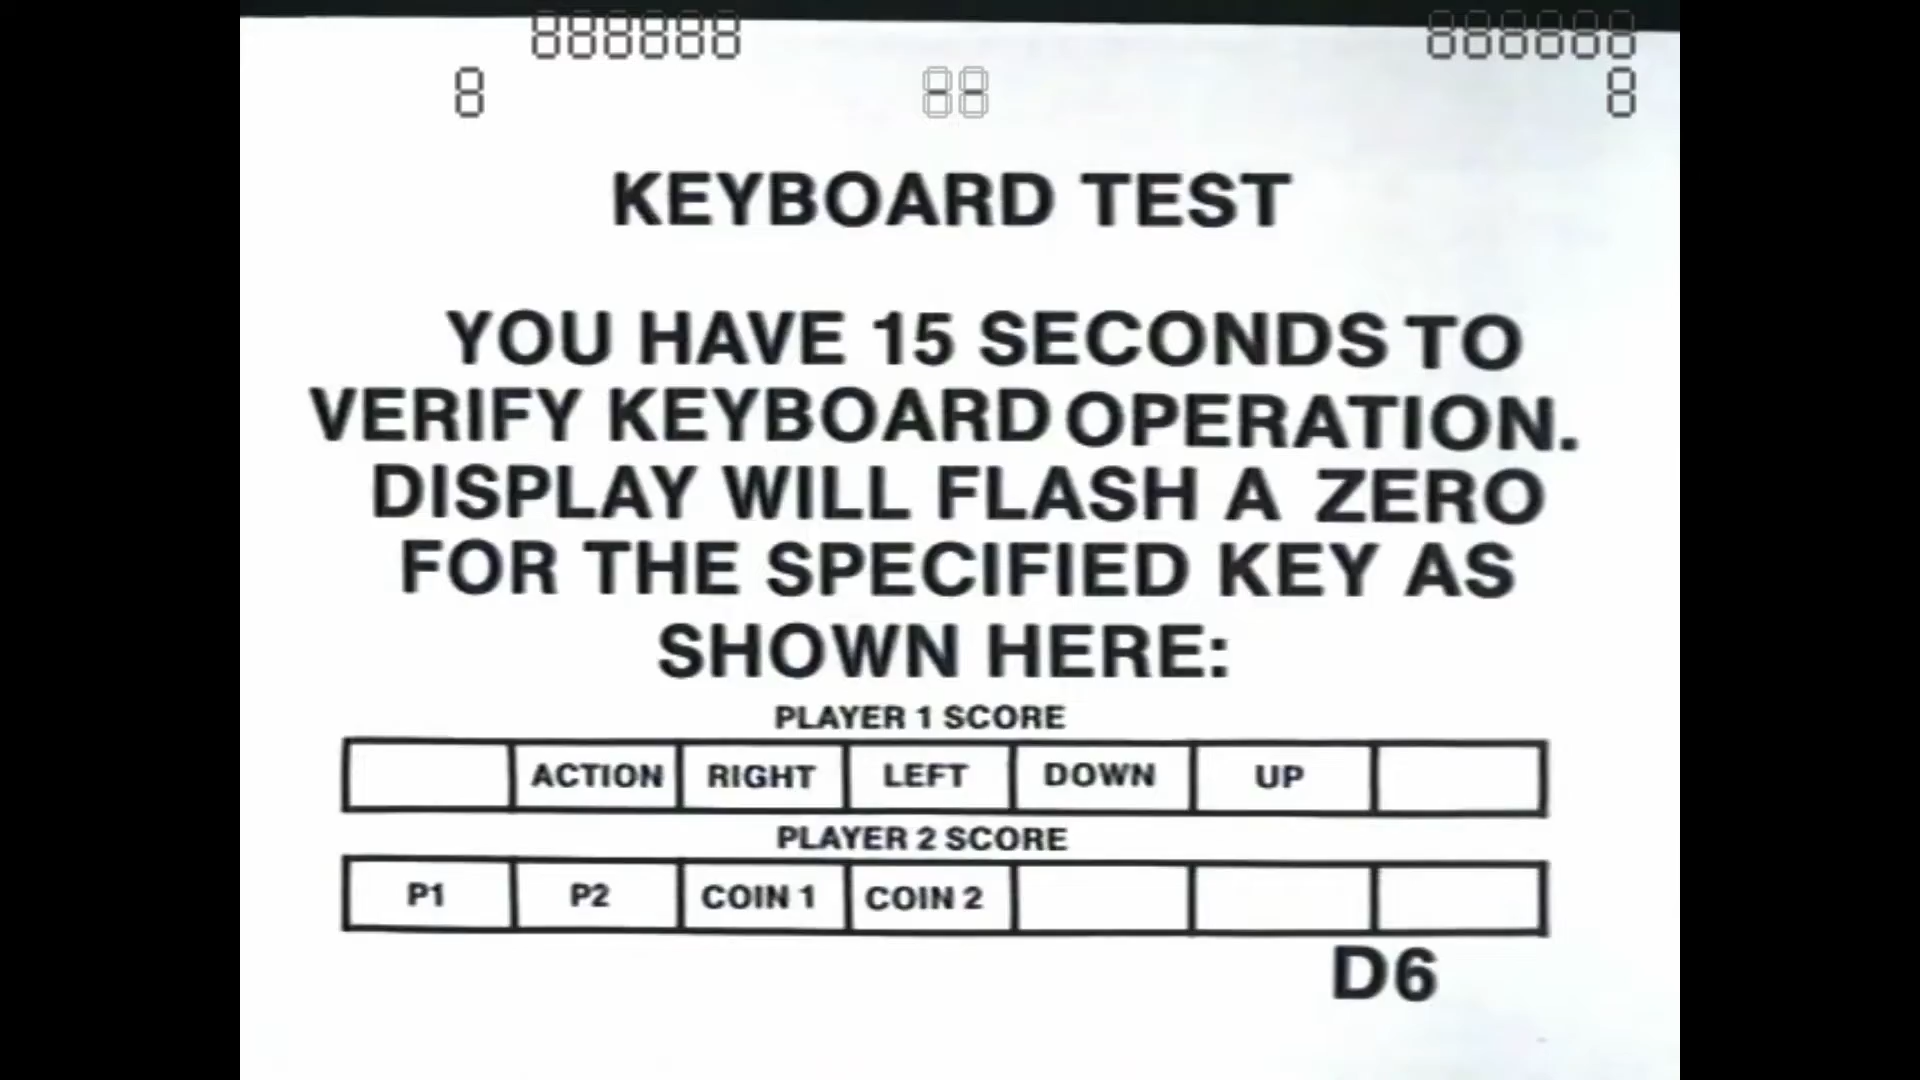 888888 888888
8 88 8
KEYBOARD TEST
YOU HAVE 15 SECONDS TO
VERIFY KEYBOARD OPERATION.
DISPLAY WILL FLASH A ZERO
FOR THE SPECIFIED KEY AS
SHOWN HERE:
PLAYER 1 SCORE
ACTION RIGHT LEFT DOWN UP
PLAYER 2 SCORE
P1 P2 COIN 1 COIN 2
D6